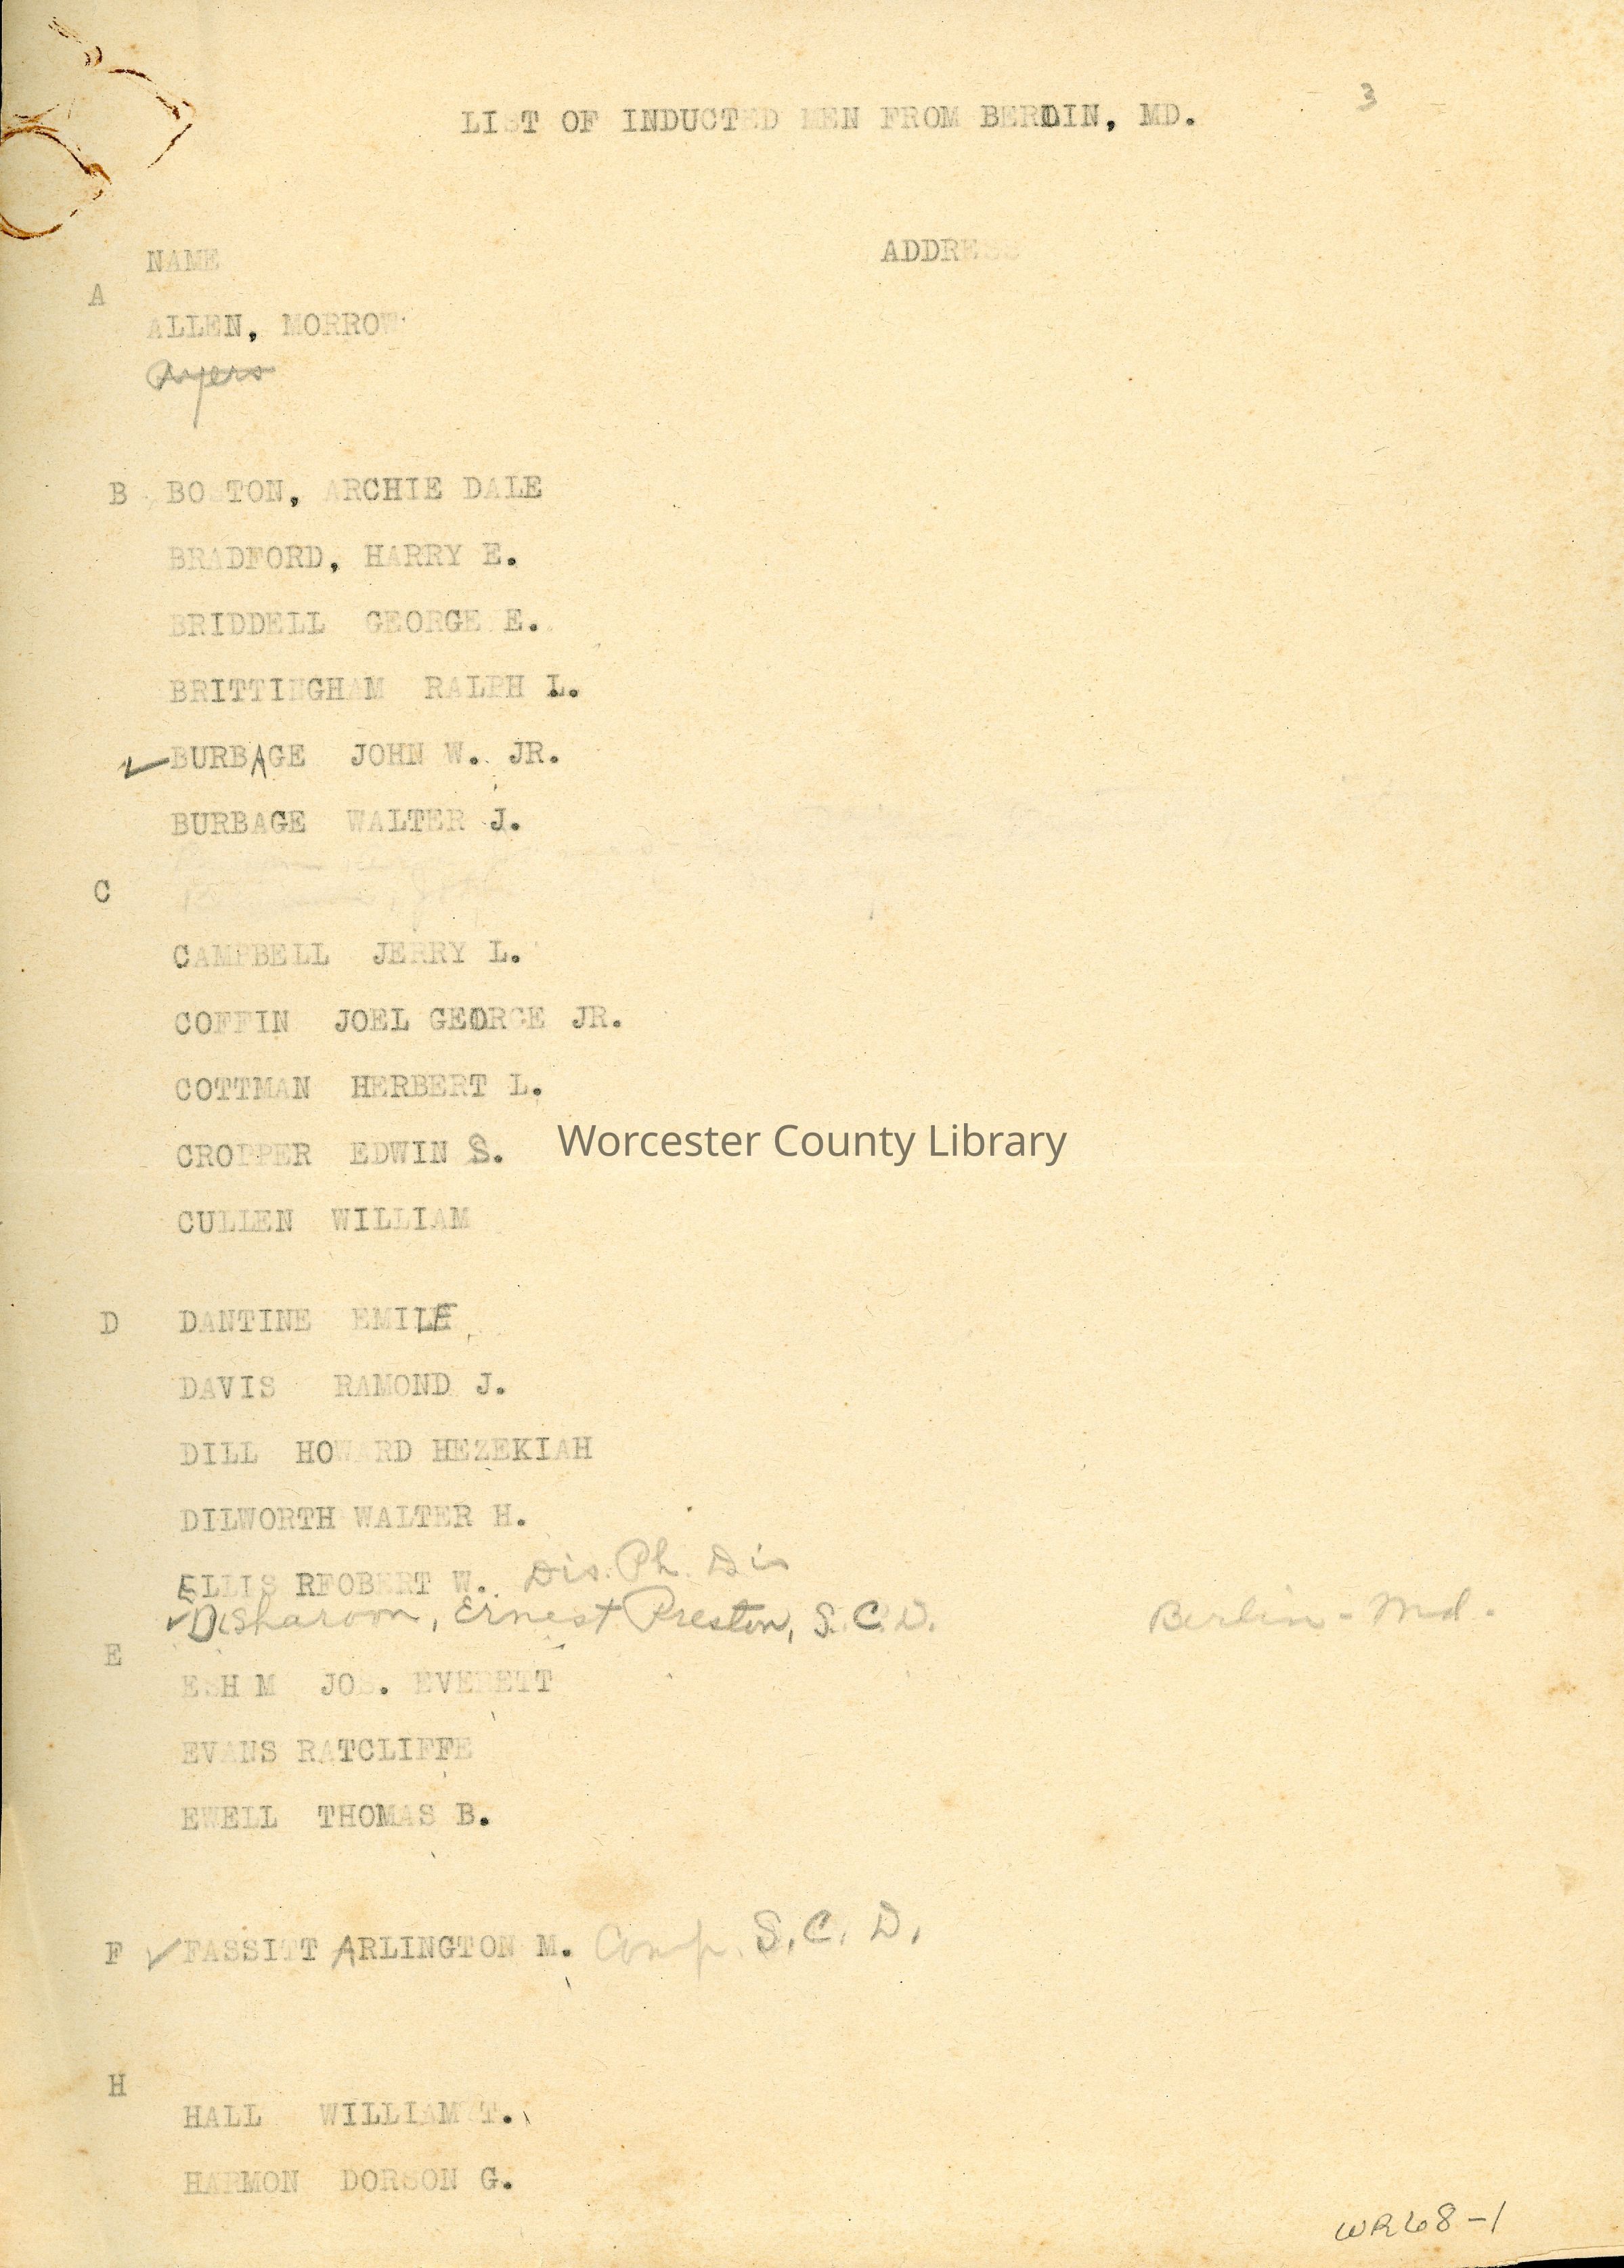 3
LIST OF INDUCTED MEN FROM BERLIN, MD.
NAME ADDRESS
A
ALLEN, MORROW
Ayers
B BOSTON, ARCHIE DALE
BRADFORD, HARRY E.
BRIDDELL GEORGE E.
BRITTINGHAM RALPH L.
✓ BURBAGE JOHN W. JR.
BURBAGE WALTER J.
C
CAMPBELL JERRY L.
COFFIN JOEL GEORGE JR.
COTTMAN HERBERT L.
CROPPER EDWIN S.
Worcester County Library
CULLEN WILLIAM
D DANTINE EMILE
DAVIS RAMOND J.
DILL HOWARD HEZEKIAH
DILWORTH WALTER H.
ELLIS RFOBERT W. Dis. Ph. Dis
✓ Disharoon, Ernest Preston, S.C.D. Berlin - Md.
E
ESHAM JOS. EVERETT
EVANS RATCLIFFE
EWELL THOMAS B.
F ✓ FASSITT ARLINGTON M. Comp. S.C.D.
H
HALL WILLIAM T.
HARMON DORSON G.
WR68-1